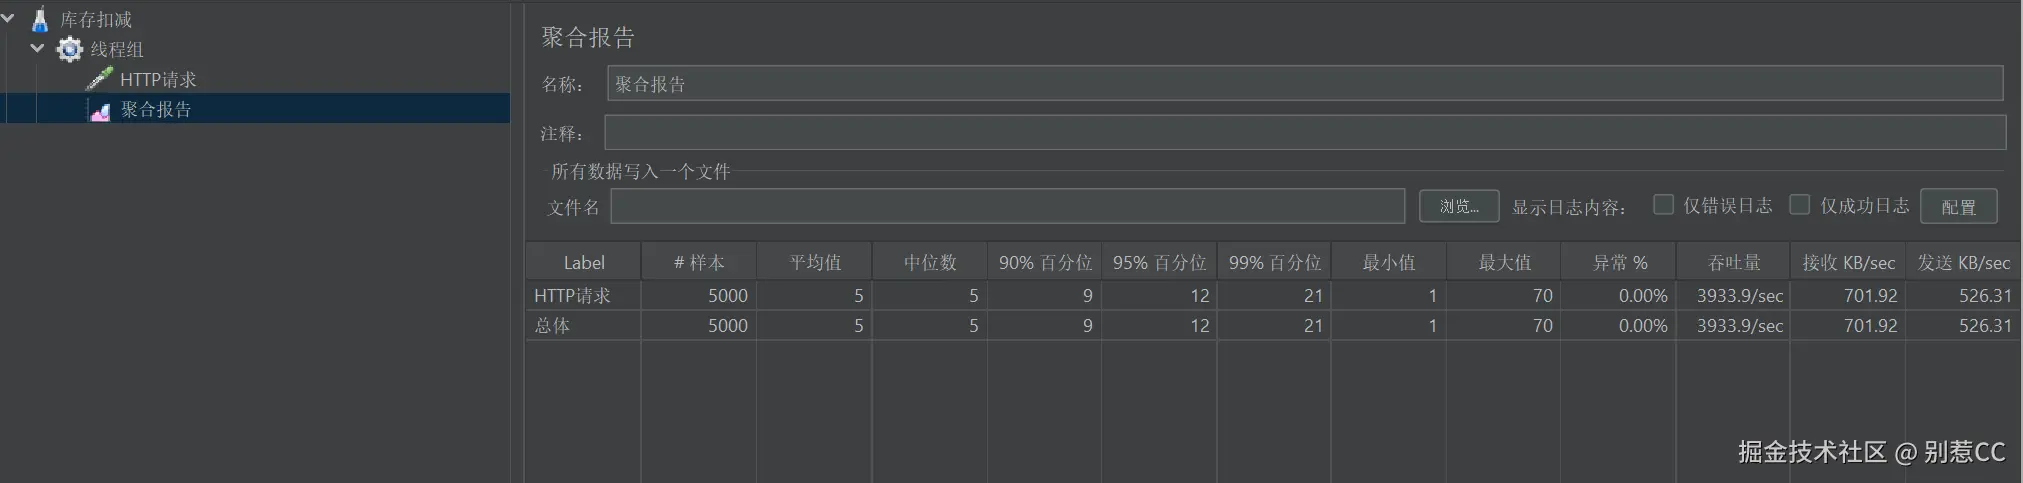 库存扣减
线程组
HTTP请求
聚合报告
聚合报告
名称： 聚合报告
注释：
所有数据写入一个文件
文件名 浏览... 显示日志内容： 仅错误日志 仅成功日志 配置
Label # 样本 平均值 中位数 90% 百分位 95% 百分位 99% 百分位 最小值 最大值 异常 % 吞吐量 接收 KB/sec 发送 KB/sec
HTTP请求 5000 5 5 9 12 21 1 70 0.00% 3933.9/sec 701.92 526.31
总体 5000 5 5 9 12 21 1 70 0.00% 3933.9/sec 701.92 526.31
掘金技术社区 @ 别惹CC